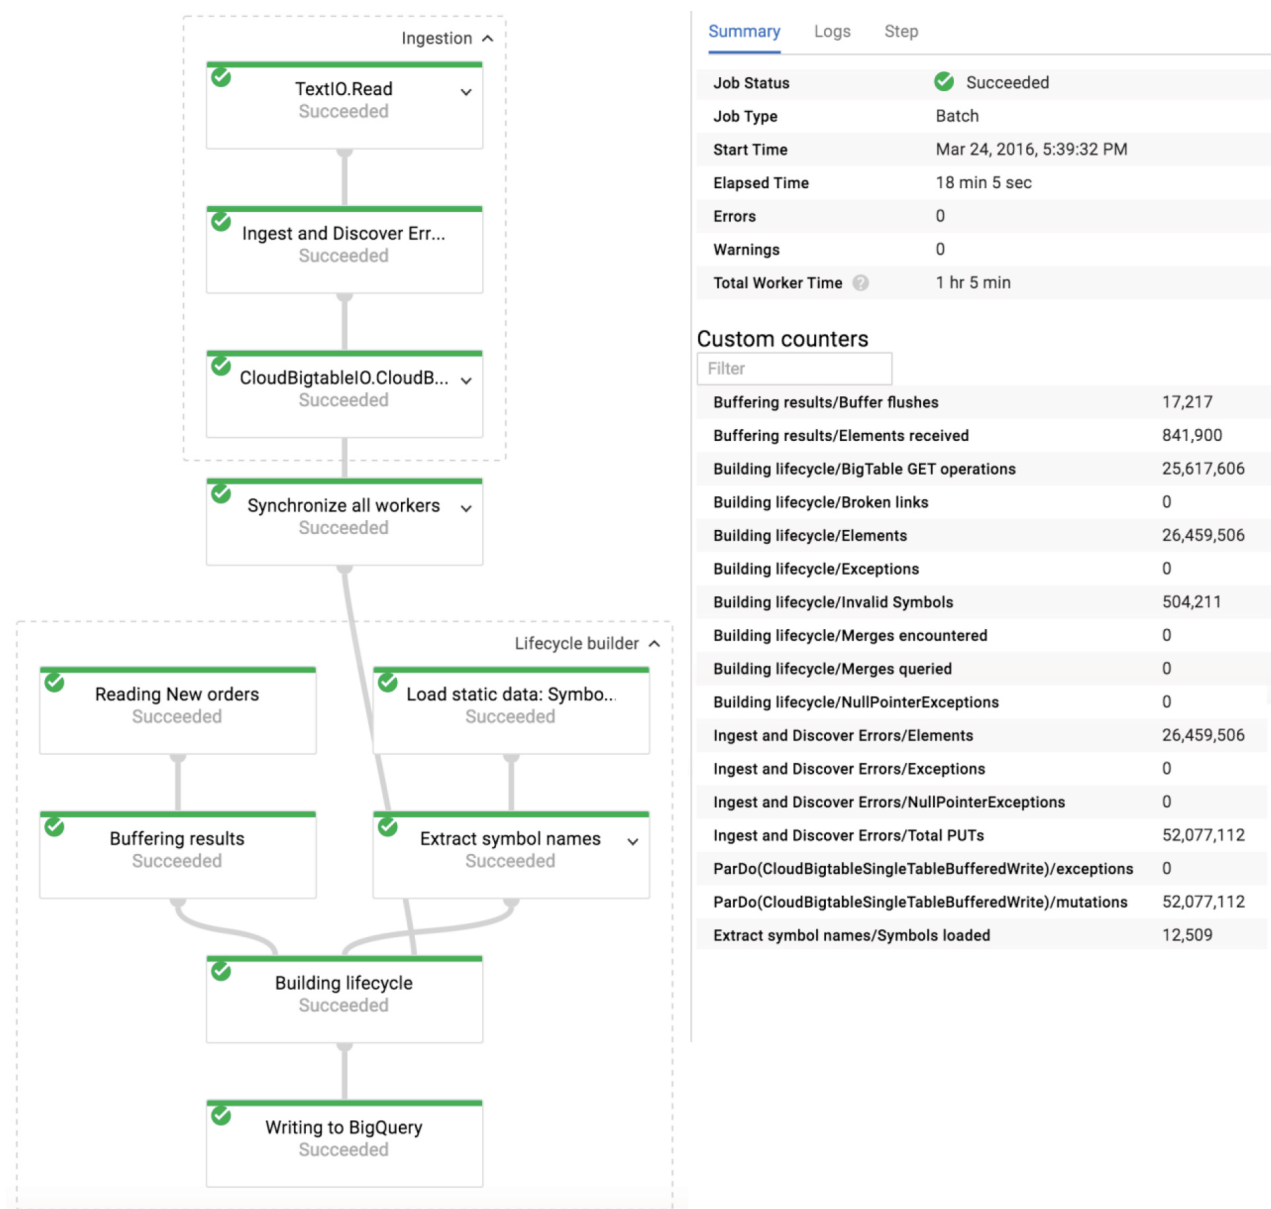 Ingestion
TextIO.Read
Succeeded
Ingest and Discover Err...
Succeeded
CloudBigtableIO.CloudB...
Succeeded
Synchronize all workers
Succeeded
Lifecycle builder
Reading New orders
Succeeded
Load static data: Symbo...
Succeeded
Buffering results
Succeeded
Extract symbol names
Succeeded
Building lifecycle
Succeeded
Writing to BigQuery
Succeeded
Summary Logs Step
Job Status Succeeded
Job Type Batch
Start Time Mar 24, 2016, 5:39:32 PM
Elapsed Time 18 min 5 sec
Errors 0
Warnings 0
Total Worker Time ? 1 hr 5 min
Custom counters
Filter
Buffering results/Buffer flushes 17,217
Buffering results/Elements received 841,900
Building lifecycle/BigTable GET operations 25,617,606
Building lifecycle/Broken links 0
Building lifecycle/Elements 26,459,506
Building lifecycle/Exceptions 0
Building lifecycle/Invalid Symbols 504,211
Building lifecycle/Merges encountered 0
Building lifecycle/Merges queried 0
Building lifecycle/NullPointerExceptions 0
Ingest and Discover Errors/Elements 26,459,506
Ingest and Discover Errors/Exceptions 0
Ingest and Discover Errors/NullPointerExceptions 0
Ingest and Discover Errors/Total PUTs 52,077,112
ParDo(CloudBigtableSingleTableBufferedWrite)/exceptions 0
ParDo(CloudBigtableSingleTableBufferedWrite)/mutations 52,077,112
Extract symbol names/Symbols loaded 12,509